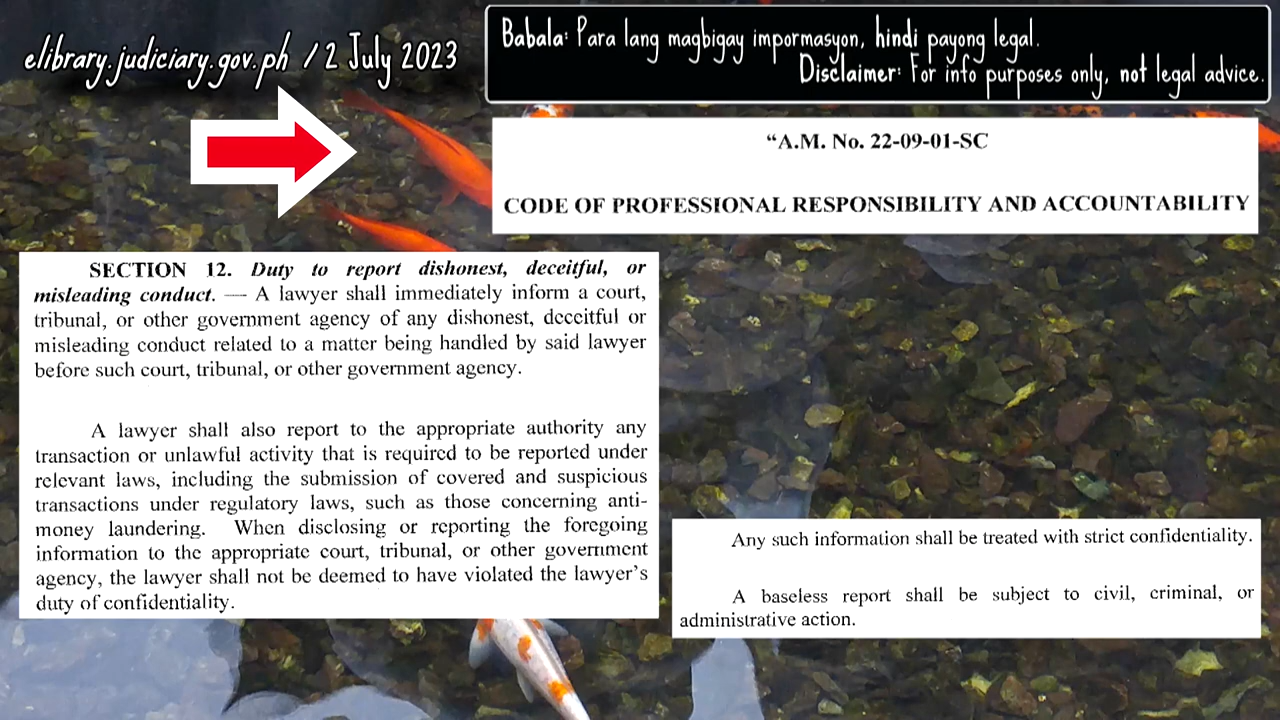 elibrary.judiciary.gov.ph / 2 July 2023
Babala: Para lang magbigay impormasyon, hindi payong legal.
Disclaimer: For info purposes only, not legal advice.
“A.M. No. 22-09-01-SC
CODE OF PROFESSIONAL RESPONSIBILITY AND ACCOUNTABILITY
SECTION 12. Duty to report dishonest, deceitful, or
misleading conduct. — A lawyer shall immediately inform a court,
tribunal, or other government agency of any dishonest, deceitful or
misleading conduct related to a matter being handled by said lawyer
before such court, tribunal, or other government agency.
A lawyer shall also report to the appropriate authority any
transaction or unlawful activity that is required to be reported under
relevant laws, including the submission of covered and suspicious
transactions under regulatory laws, such as those concerning anti-
money laundering. When disclosing or reporting the foregoing
information to the appropriate court, tribunal, or other government
agency, the lawyer shall not be deemed to have violated the lawyer’s
duty of confidentiality.
Any such information shall be treated with strict confidentiality.
A baseless report shall be subject to civil, criminal, or
administrative action.